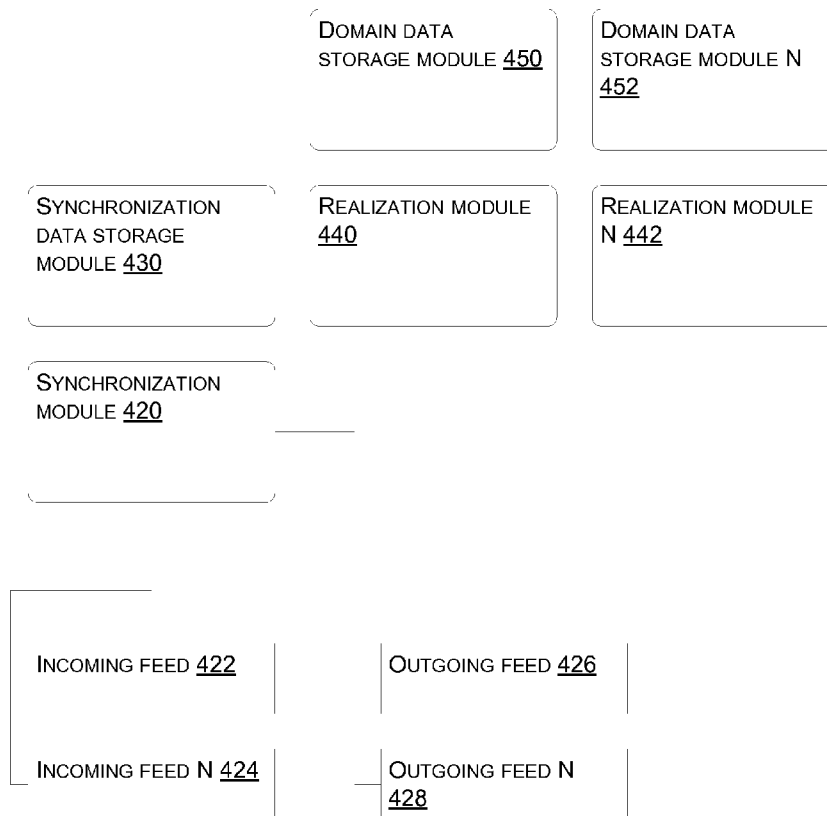 DOMAIN DATA
STORAGE MODULE 450
DOMAIN DATA
STORAGE MODULE N
452
SYNCHRONIZATION
DATA STORAGE
MODULE 430
REALIZATION MODULE
440
REALIZATION MODULE
N 442
SYNCHRONIZATION
MODULE 420
INCOMING FEED 422
OUTGOING FEED 426
INCOMING FEED N 424
OUTGOING FEED N
428